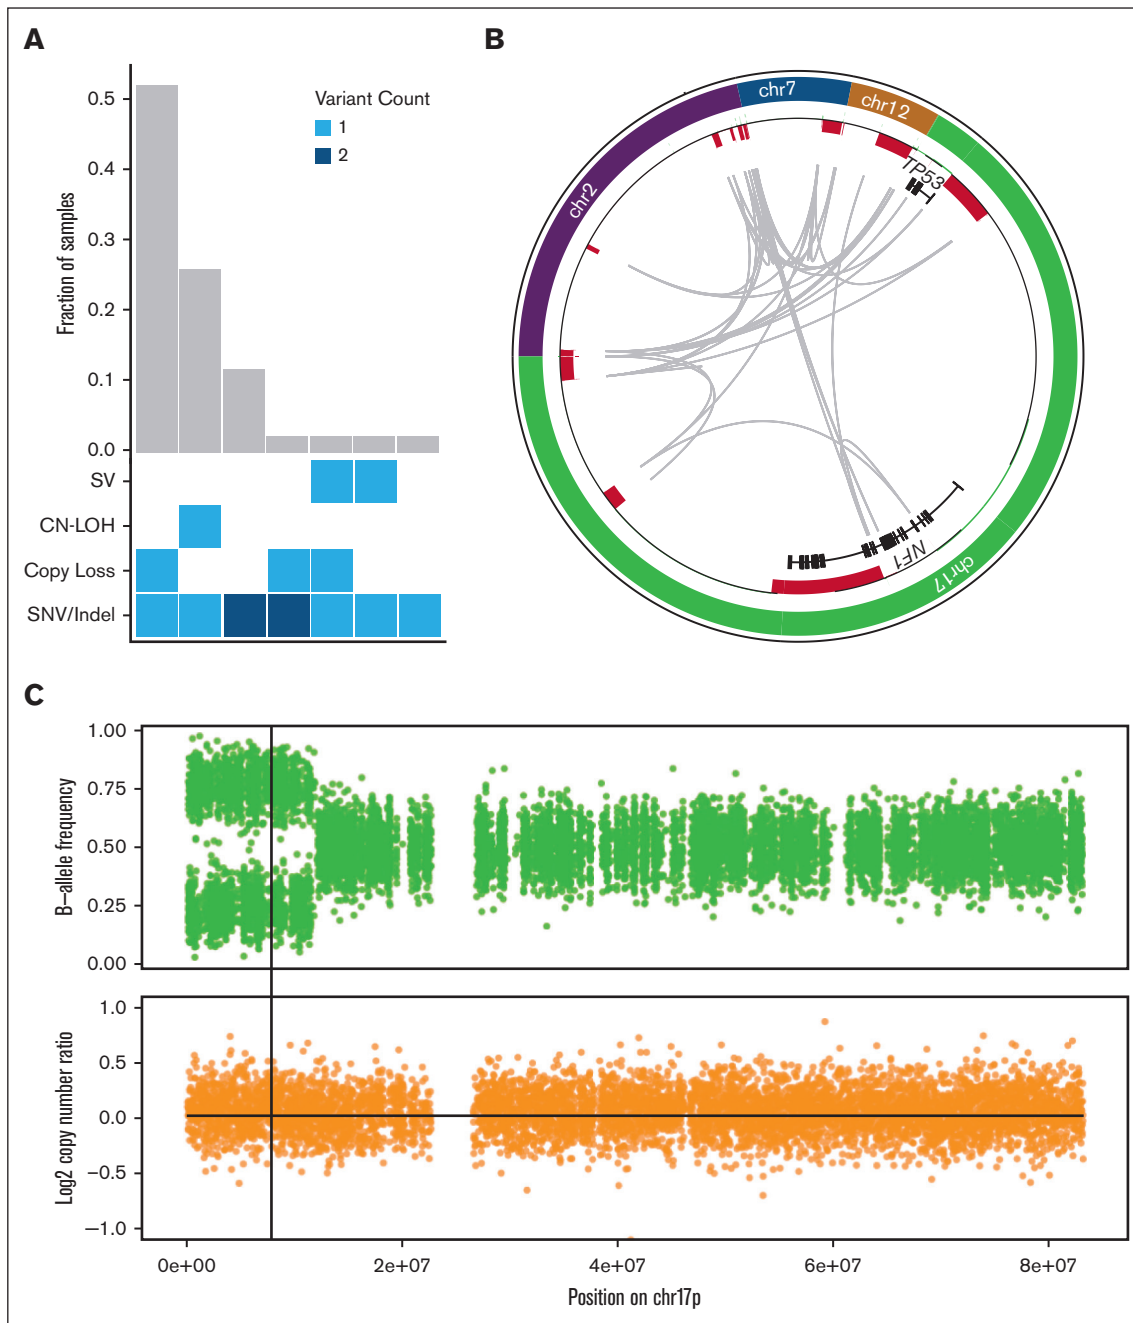 A
B
0.5
0.4
0.3
0.2
0.1
0.0
Fraction of samples
Variant Count
1
2
SV
CN-LOH
Copy Loss
SNV/Indel
chr2
chr7
chr12
TP53
NF1
chr17
C
1.00
0.75
0.50
0.25
0.00
B–allele frequency
1.0
0.5
0.0
−0.5
−1.0
Log2 copy number ratio
0e+00
2e+07
4e+07
6e+07
8e+07
Position on chr17p